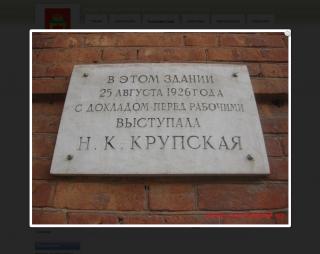 В ЭТОМ ЗДАНИИ
25 АВГУСТА 1926 ГОДА
С ДОКЛАДОМ ПЕРЕД РАБОЧИМИ
ВЫСТУПАЛА
Н. К. КРУПСКАЯ